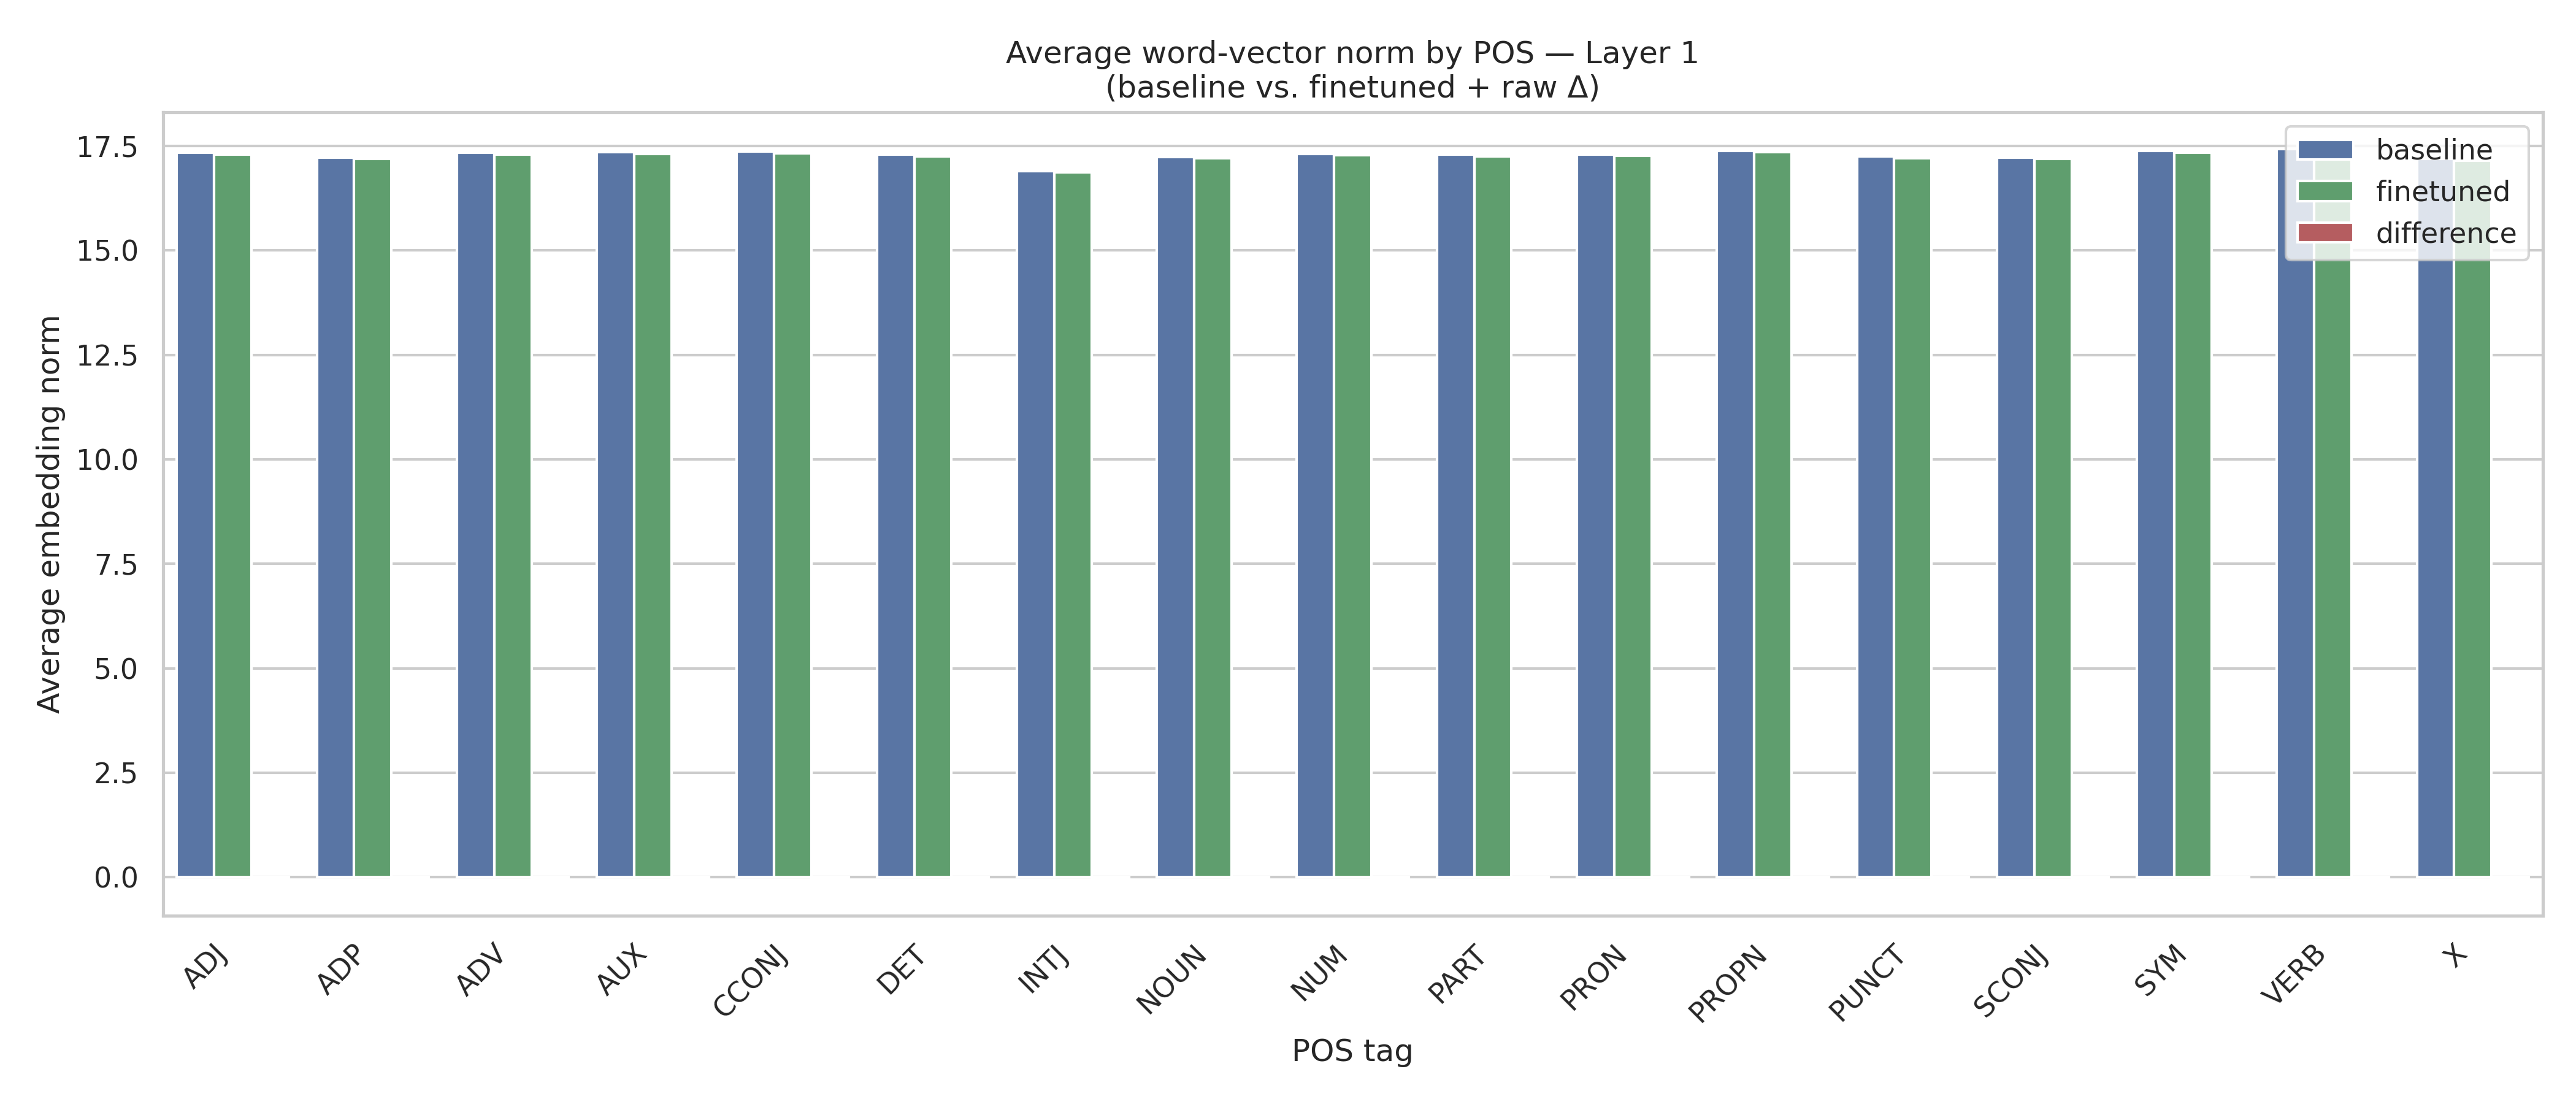 Average word-vector norm by POS — Layer 1
(baseline vs. finetuned + raw Δ)
Average embedding norm
17.5
15.0
12.5
10.0
7.5
5.0
2.5
0.0
baseline
finetuned
difference
ADJ
ADP
ADV
AUX
CCONJ
DET
INTJ
NOUN
NUM
PART
PRON
PROPN
PUNCT
SCONJ
SYM
VERB
X
POS tag